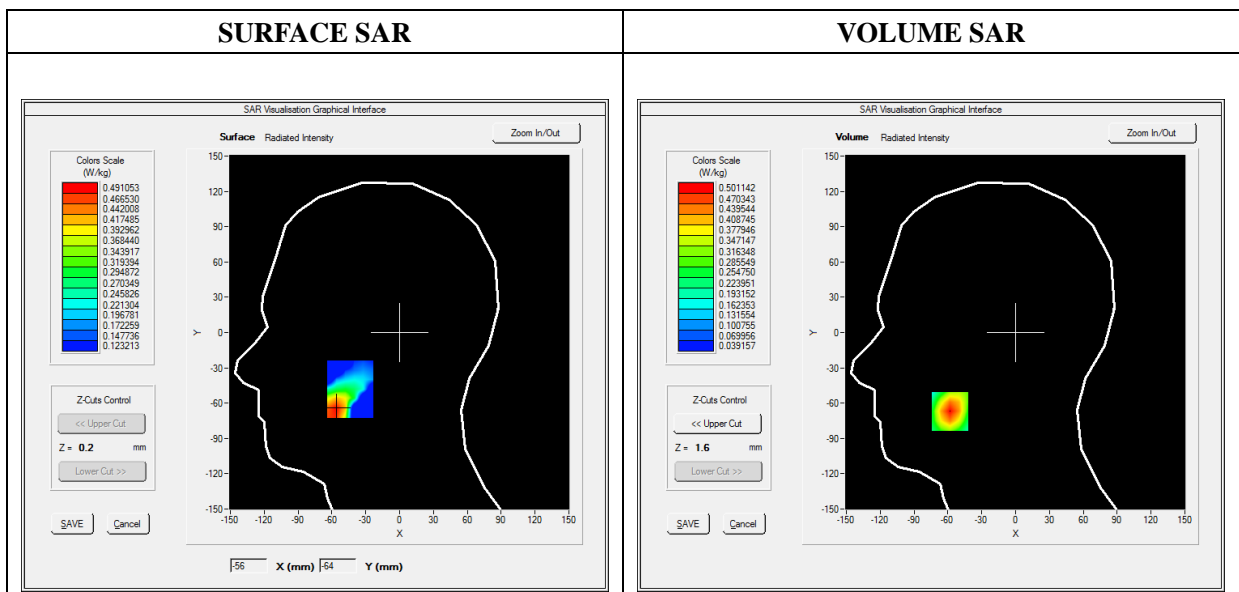 SURFACE SAR
VOLUME SAR
SAR Visualisation Graphical Interface
Surface Radiated Intensity
Zoom In/Out
Colors Scale
(W/kg)
0.491053
0.466530
0.442008
0.417485
0.392962
0.368440
0.343917
0.319394
0.294872
0.270349
0.245826
0.221304
0.196781
0.172259
0.147736
0.123213
150
120
90
60
30
0
-30
-60
-90
-120
-150
Y
-150 -120 -90 -60 -30 0 30 60 90 120 150
X
Z-Cuts Control
<< Upper Cut
Z = 0.2 mm
Lower Cut >>
SAVE Cancel
-56 X (mm) -64 Y (mm)
SAR Visualisation Graphical Interface
Volume Radiated Intensity
Zoom In/Out
Colors Scale
(W/kg)
0.501142
0.470343
0.439544
0.408745
0.377946
0.347147
0.316348
0.285549
0.254750
0.223951
0.193152
0.162353
0.131554
0.100755
0.069956
0.039157
150
120
90
60
30
0
-30
-60
-90
-120
-150
Y
-150 -120 -90 -60 -30 0 30 60 90 120 150
X
Z-Cuts Control
<< Upper Cut
Z = 1.6 mm
Lower Cut >>
SAVE Cancel